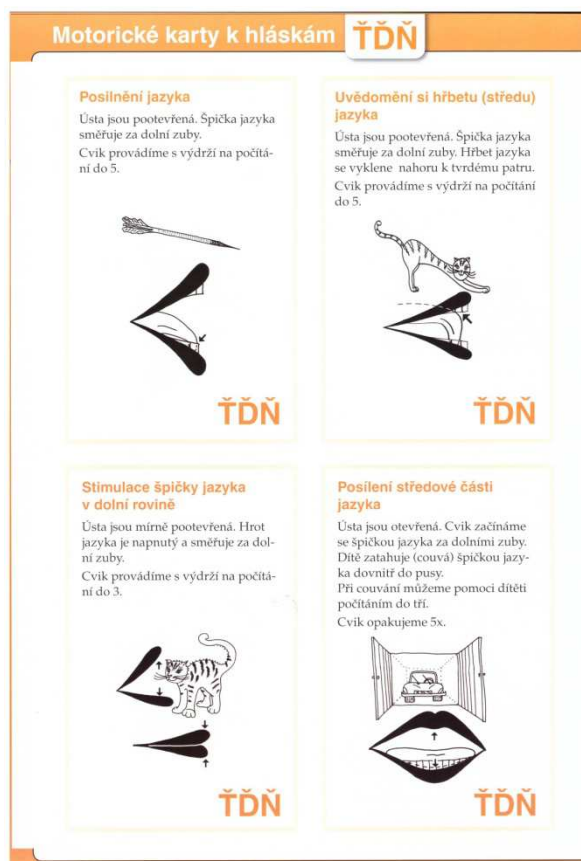 Motorické karty k hláskám ŤĎŇ
Posilnění jazyka
Ústa jsou pootevřená. Špička jazyka
směřuje za dolní zuby.
Cvik provádíme s výdrží na počítá-
ní do 5.
ŤĎŇ
Uvědomění si hřbetu (středu)
jazyka
Ústa jsou pootevřená. Špička jazyka
směřuje za dolní zuby. Hřbet jazyka
se vyklene nahoru k tvrdému patru.
Cvik provádíme s výdrží na počítání
do 5.
ŤĎŇ
Stimulace špičky jazyka
v dolní rovině
Ústa jsou mírně pootevřená. Hrot
jazyka je napnutý a směřuje za dol-
ní zuby.
Cvik provádíme s výdrží na počítá-
ní do 3.
ŤĎŇ
Posílení středové části
jazyka
Ústa jsou otevřená. Cvik začínáme
se špičkou jazyka za dolními zuby.
Dítě zatahuje (couvá) špičkou jazy-
ka dovnitř do pusy.
Při couvání můžeme pomoci dítěti
počítáním do tří.
Cvik opakujeme 5x.
ŤĎŇ